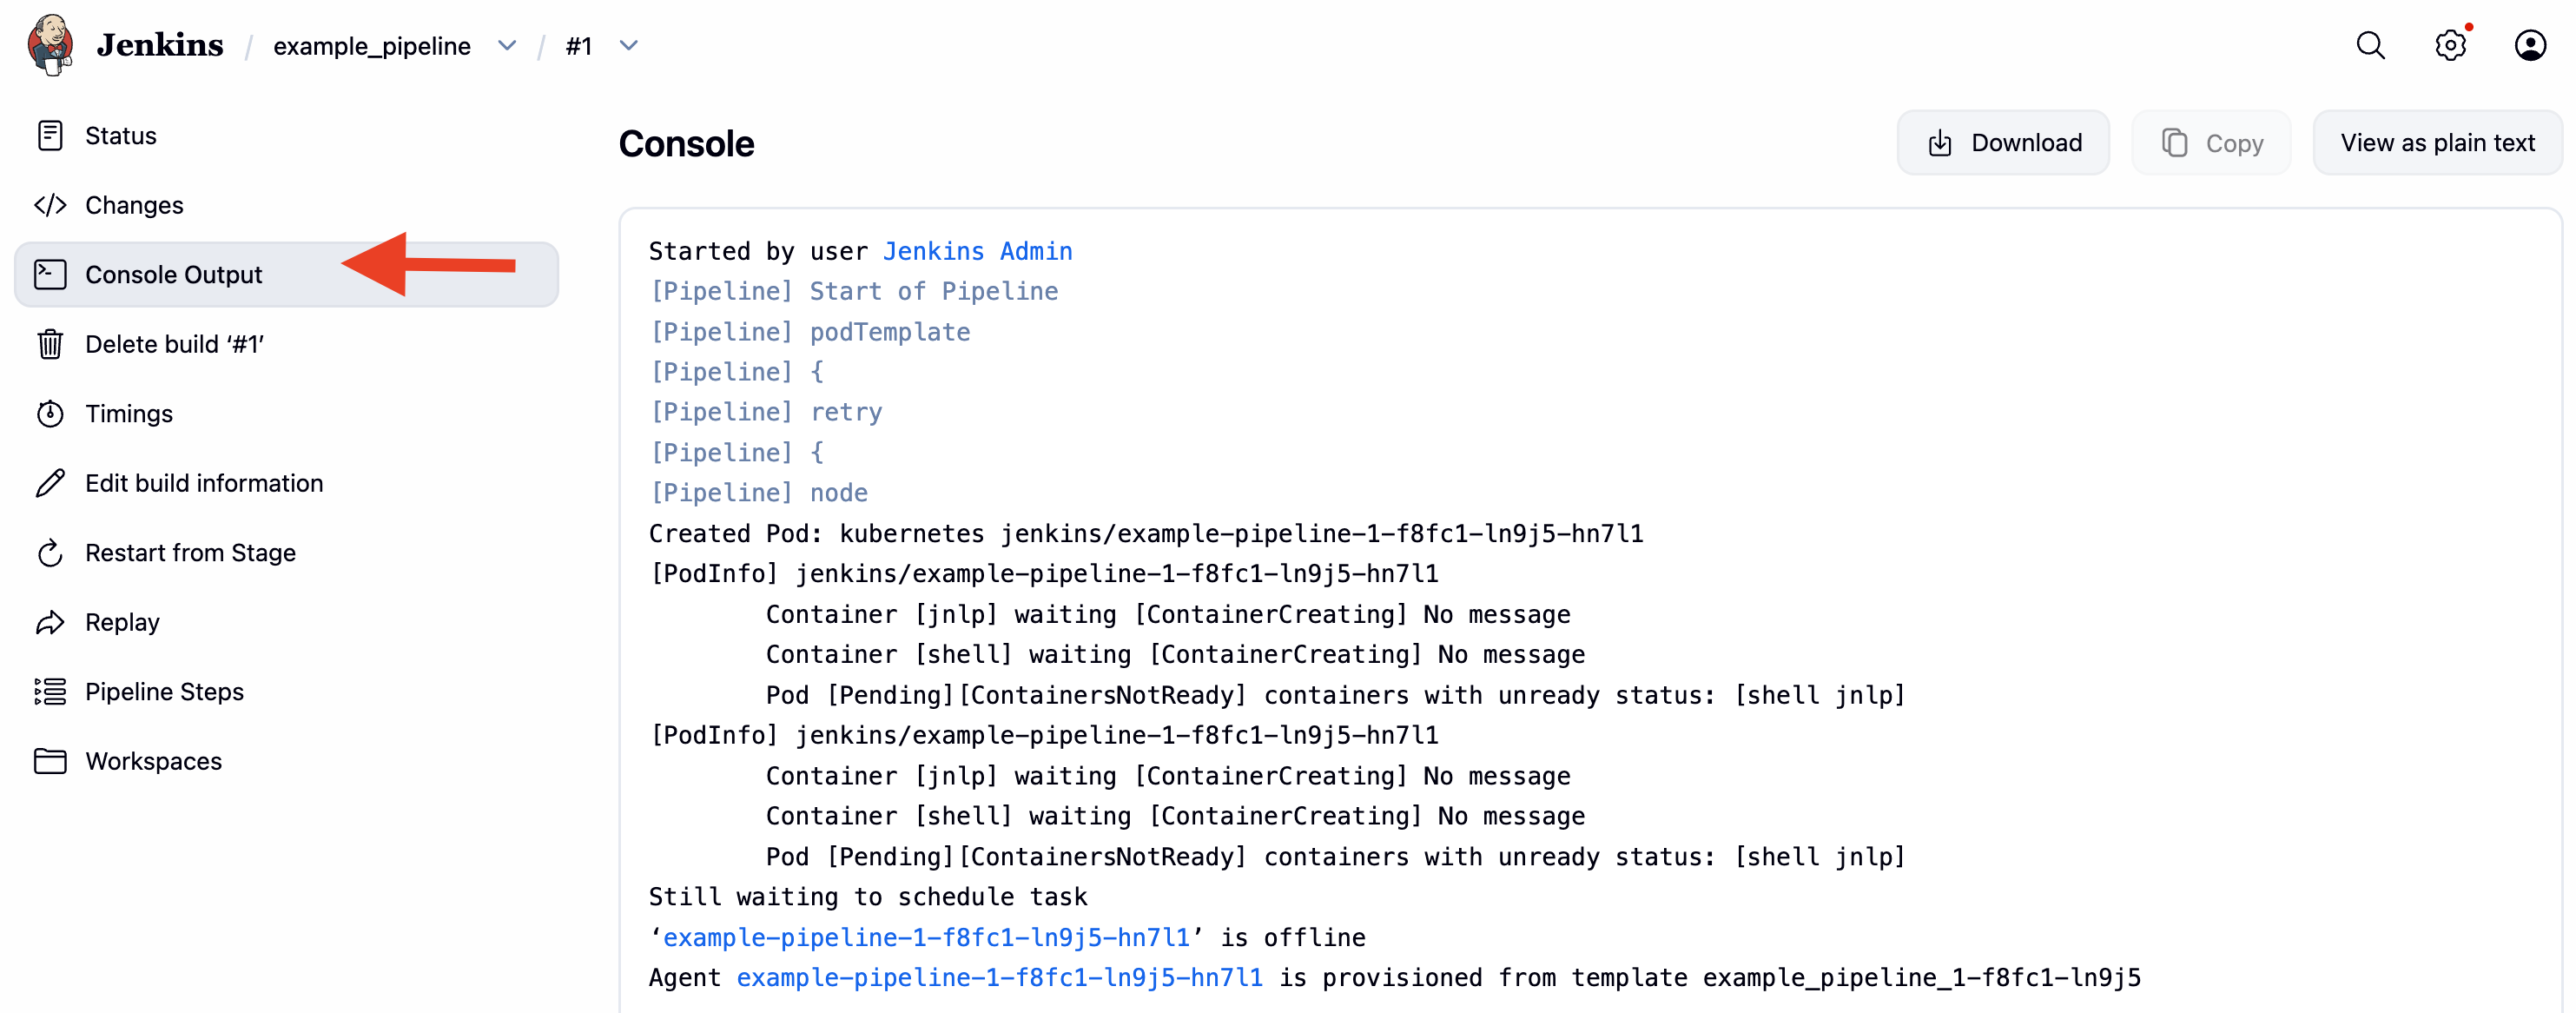 Jenkins / example_pipeline / #1
Status
Changes
Console Output
Delete build ‘#1’
Timings
Edit build information
Restart from Stage
Replay
Pipeline Steps
Workspaces
Console
Download
Copy
View as plain text
Started by user Jenkins Admin
[Pipeline] Start of Pipeline
[Pipeline] podTemplate
[Pipeline] {
[Pipeline] retry
[Pipeline] {
[Pipeline] node
Created Pod: kubernetes jenkins/example-pipeline-1-f8fc1-ln9j5-hn7l1
[PodInfo] jenkins/example-pipeline-1-f8fc1-ln9j5-hn7l1
Container [jnlp] waiting [ContainerCreating] No message
Container [shell] waiting [ContainerCreating] No message
Pod [Pending][ContainersNotReady] containers with unready status: [shell jnlp]
[PodInfo] jenkins/example-pipeline-1-f8fc1-ln9j5-hn7l1
Container [jnlp] waiting [ContainerCreating] No message
Container [shell] waiting [ContainerCreating] No message
Pod [Pending][ContainersNotReady] containers with unready status: [shell jnlp]
Still waiting to schedule task
‘example-pipeline-1-f8fc1-ln9j5-hn7l1’ is offline
Agent example-pipeline-1-f8fc1-ln9j5-hn7l1 is provisioned from template example_pipeline_1-f8fc1-ln9j5